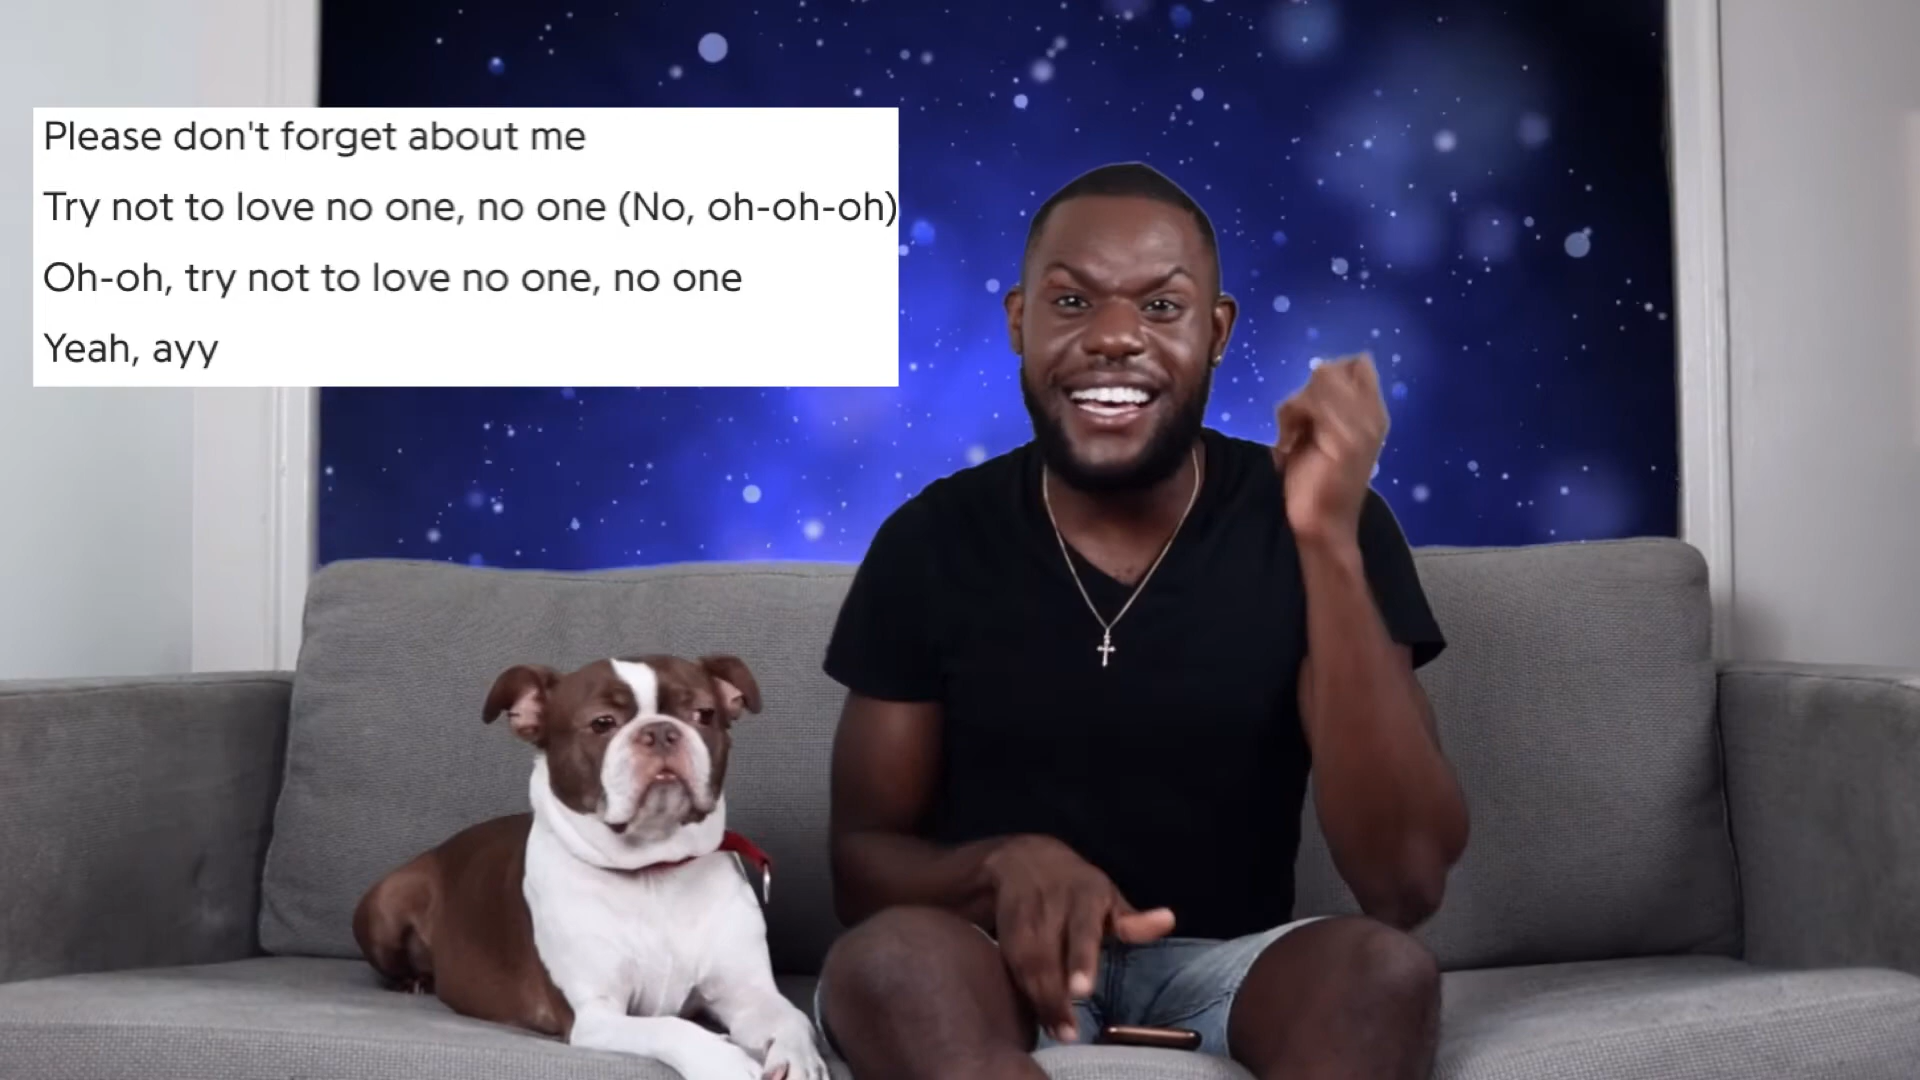 Please don't forget about me
Try not to love no one, no one (No, oh-oh-oh)
Oh-oh, try not to love no one, no one
Yeah, ayy